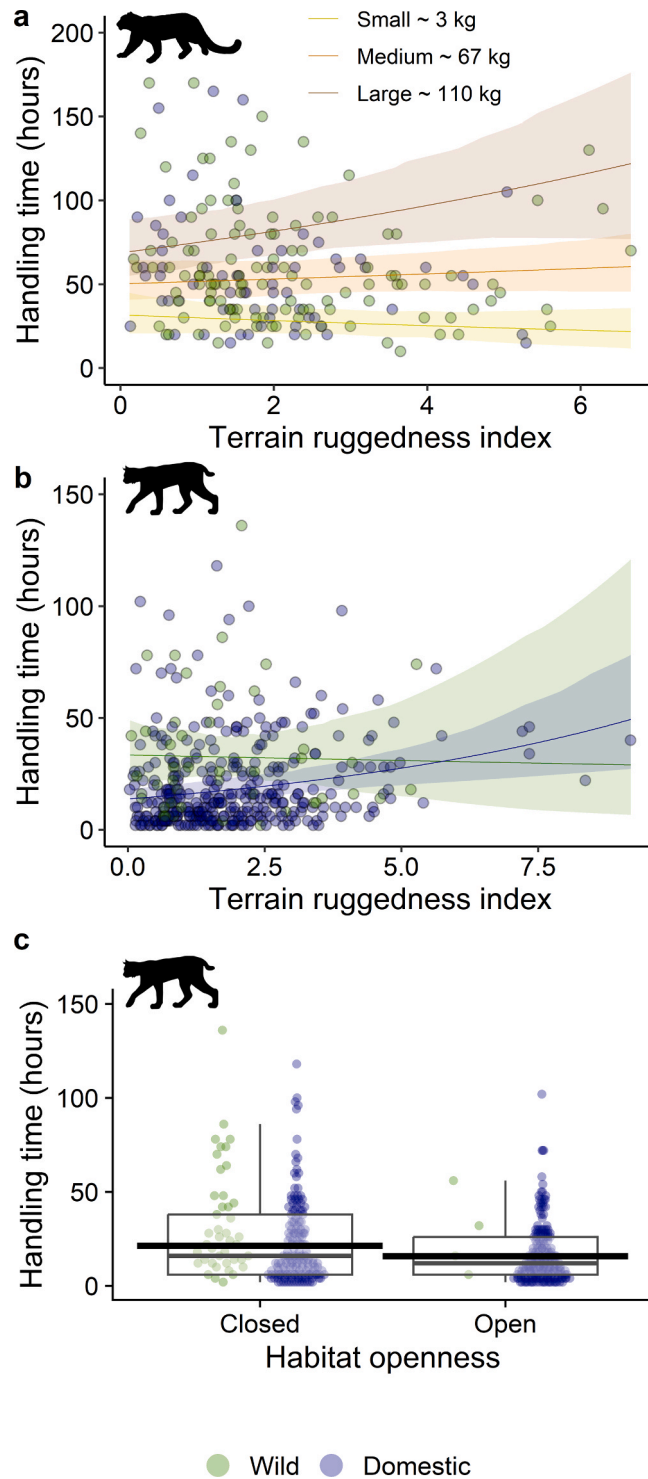 a
Small ~ 3 kg
Medium ~ 67 kg
Large ~ 110 kg
Handling time (hours)
200
150
100
50
0
0 2 4 6
Terrain ruggedness index
b
Handling time (hours)
150
100
50
0
0.0 2.5 5.0 7.5
Terrain ruggedness index
c
Handling time (hours)
150
100
50
0
Closed Open
Habitat openness
Wild Domestic